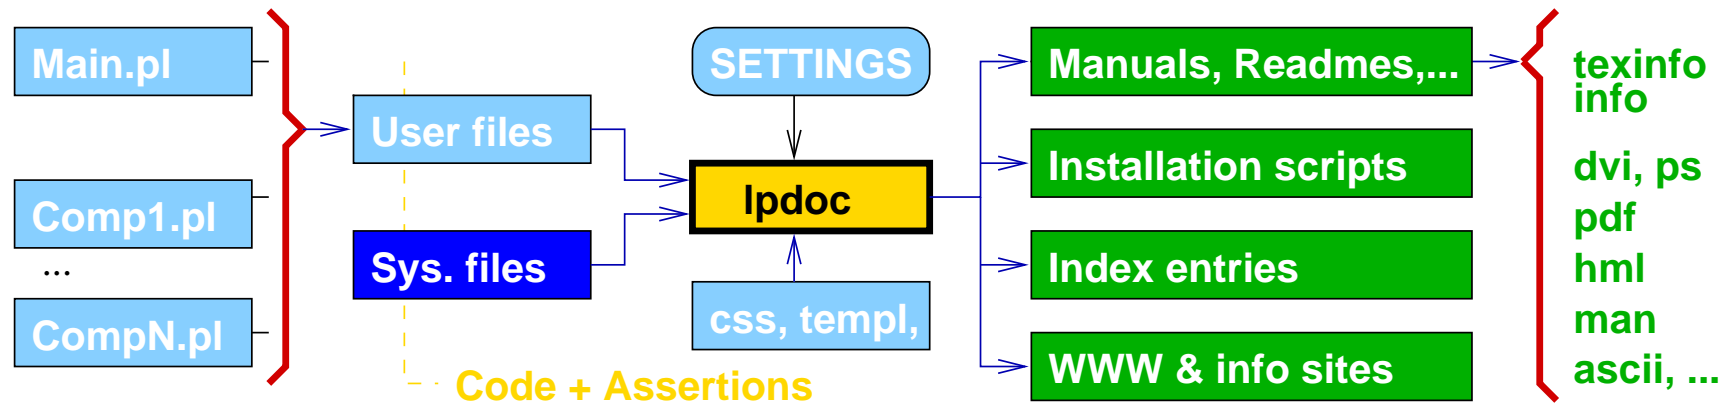 Main.pl
Comp1.pl
...
CompN.pl
User files
Sys. files
Code + Assertions
SETTINGS
lpdoc
css, templ,
Manuals, Readmes,...
Installation scripts
Index entries
WWW & info sites
texinfo
info
dvi, ps
pdf
hml
man
ascii, ...